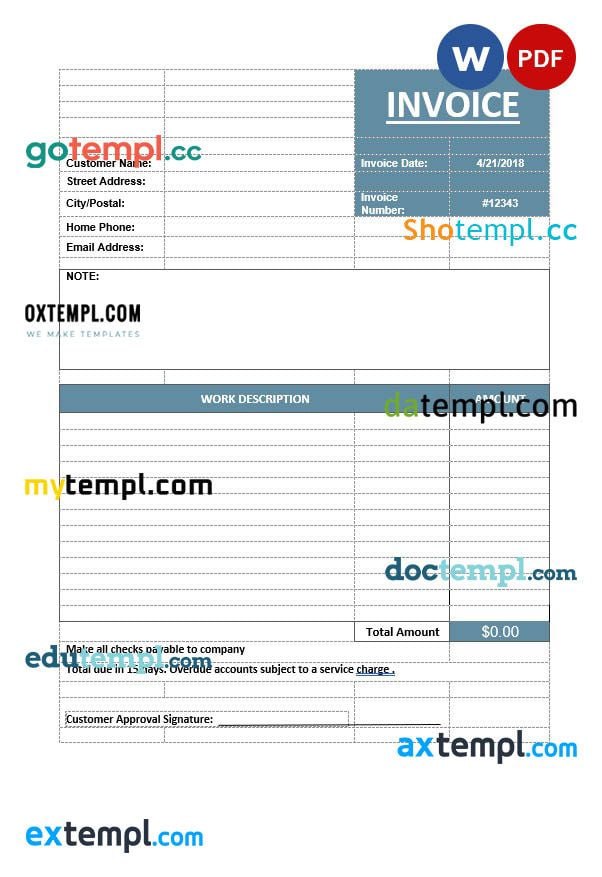 W PDF
INVOICE
gotempl.cc
Customer Name:
Invoice Date: 4/21/2018
Street Address:
City/Postal:
Invoice Number: #12343
Home Phone:
Shotempl.cc
Email Address:
NOTE:
OXTEMPL.COM
WE MAKE TEMPLATES
WORK DESCRIPTION AMOUNT
datempl.com
mytempl.com
doctempl.com
Total Amount $0.00
Make all checks payable to company
edutempl.com
Total due in 15 days. Overdue accounts subject to a service charge .
Customer Approval Signature:
axtempl.com
extempl.com